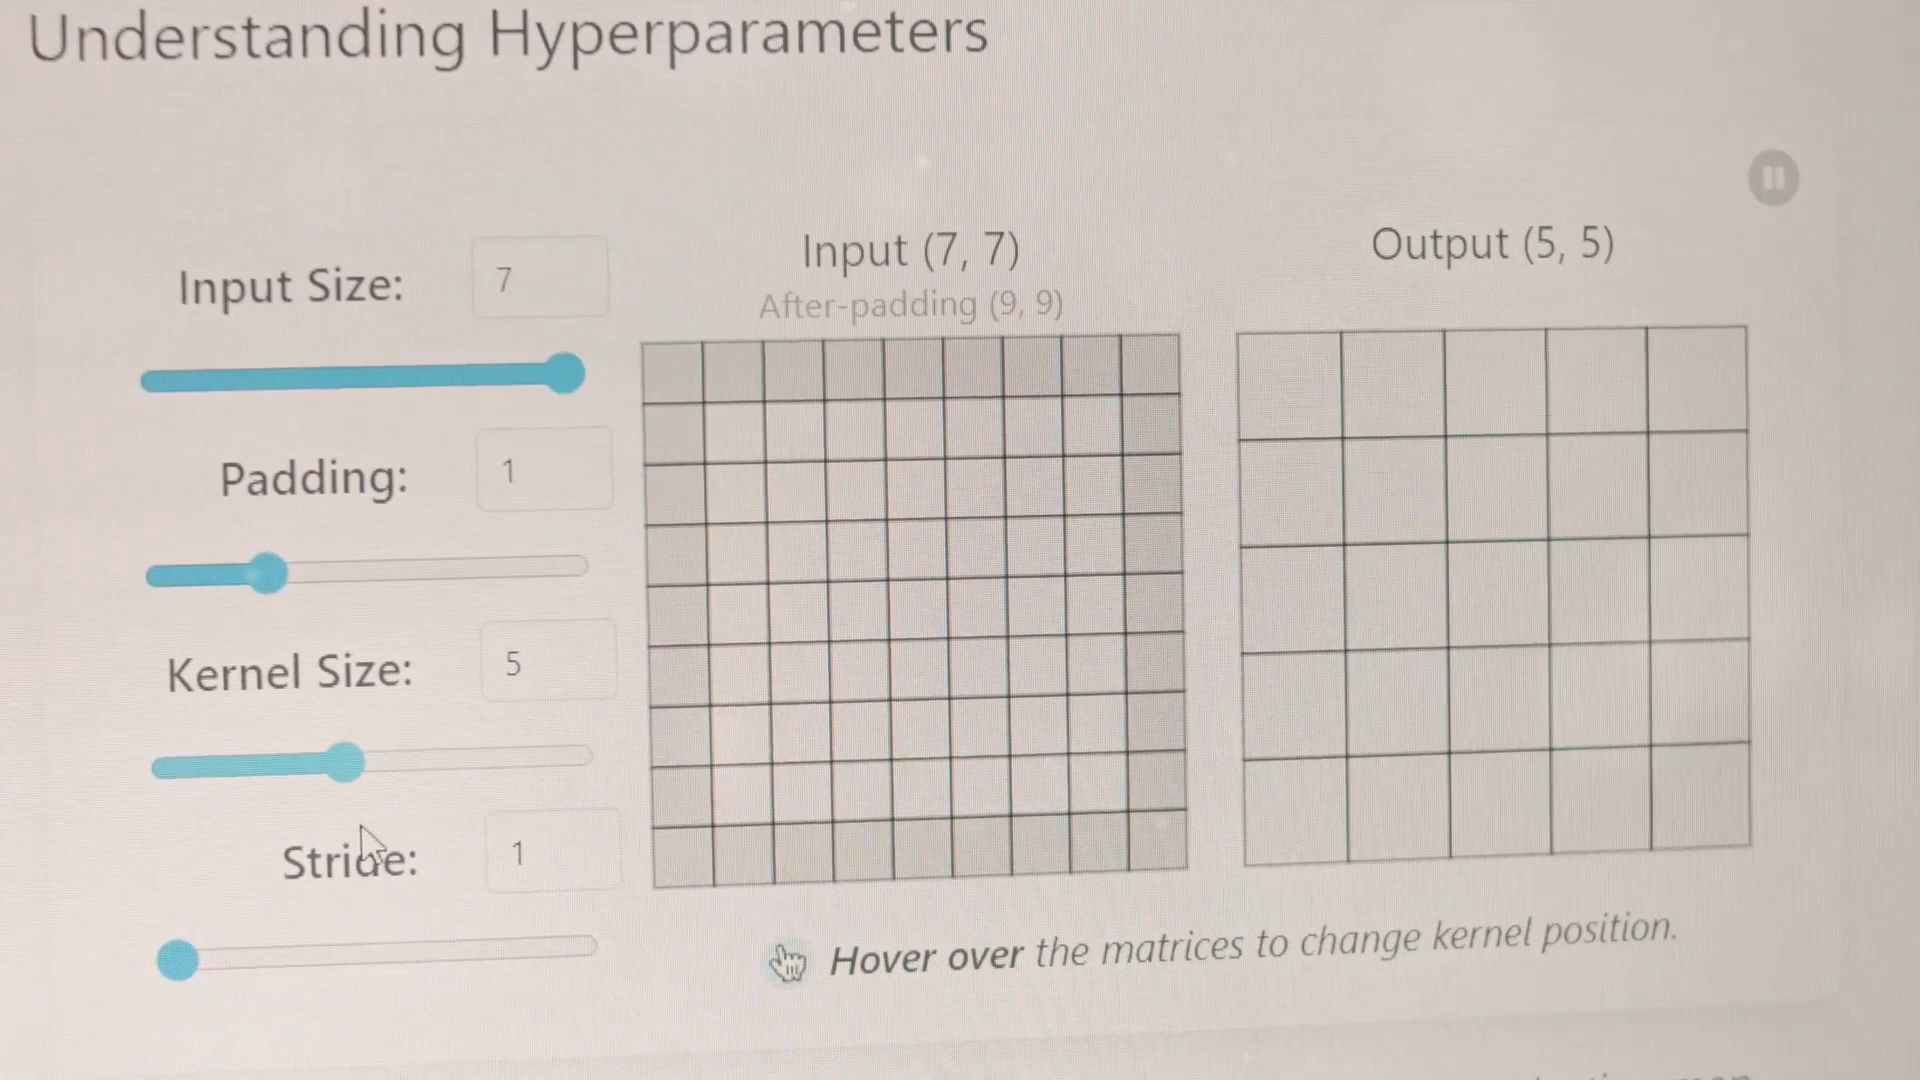 Understanding Hyperparameters
Input Size: 7
Padding: 1
Kernel Size: 5
Stride: 1
Input (7, 7)
After-padding (9, 9)
Output (5, 5)
Hover over the matrices to change kernel position.